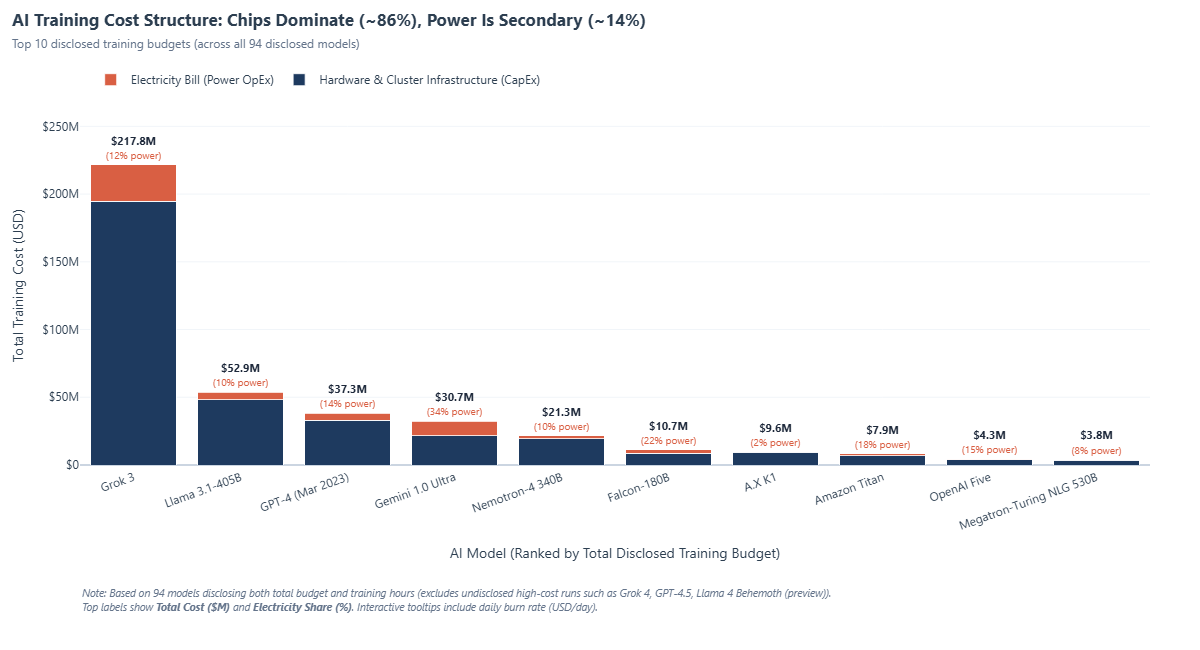 AI Training Cost Structure: Chips Dominate (~86%), Power Is Secondary (~14%)
Top 10 disclosed training budgets (across all 94 disclosed models)
Electricity Bill (Power OpEx)
Hardware & Cluster Infrastructure (CapEx)
Total Training Cost (USD)
$250M
$200M
$150M
$100M
$50M
$0
$217.8M
(12% power)
$52.9M
(10% power)
$37.3M
(14% power)
$30.7M
(34% power)
$21.3M
(10% power)
$10.7M
(22% power)
$9.6M
(2% power)
$7.9M
(18% power)
$4.3M
(15% power)
$3.8M
(8% power)
Grok 3
Llama 3.1-405B
GPT-4 (Mar 2023)
Gemini 1.0 Ultra
Nemotron-4 340B
Falcon-180B
A.X K1
Amazon Titan
OpenAI Five
Megatron-Turing NLG 530B
AI Model (Ranked by Total Disclosed Training Budget)
Note: Based on 94 models disclosing both total budget and training hours (excludes undisclosed high-cost runs such as Grok 4, GPT-4.5, Llama 4 Behemoth (preview)).
Top labels show Total Cost ($M) and Electricity Share (%). Interactive tooltips include daily burn rate (USD/day).